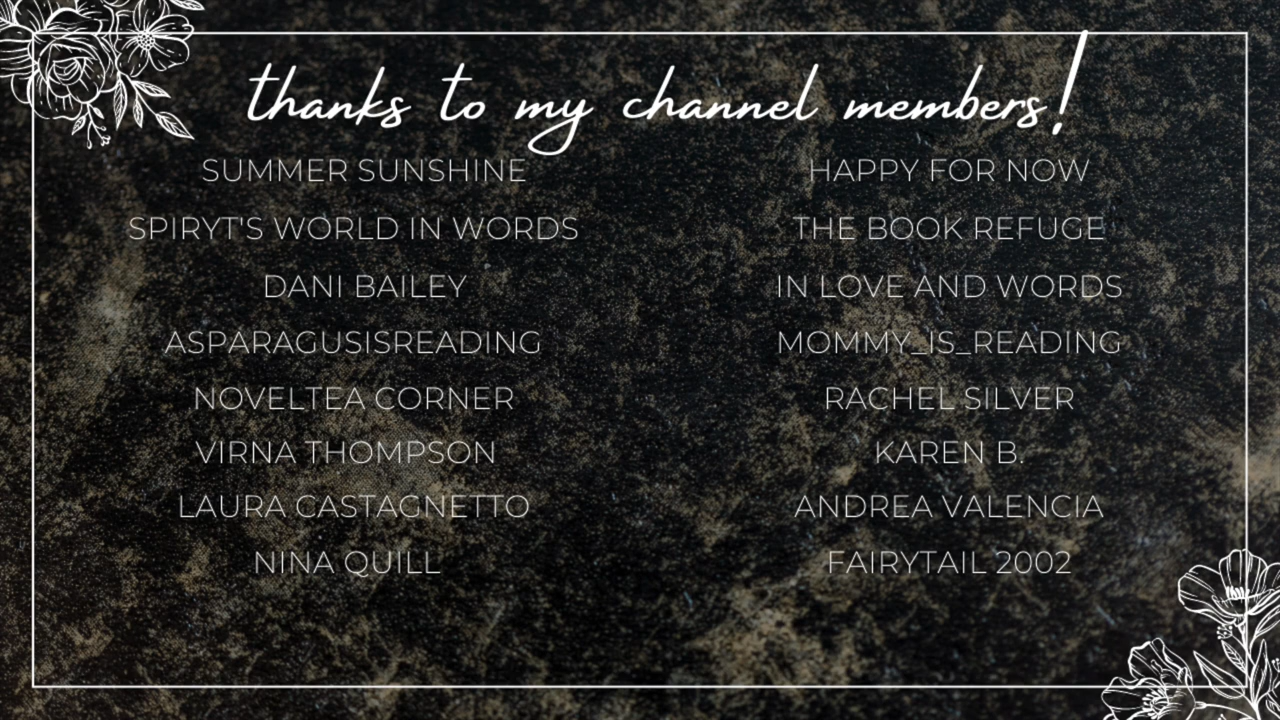 thanks to my channel members!
SUMMER SUNSHINE
SPIRYT'S WORLD IN WORDS
DANI BAILEY
ASPARAGUSISREADING
NOVELTEA CORNER
VIRNA THOMPSON
LAURA CASTAGNETTO
NINA QUILL
HAPPY FOR NOW
THE BOOK REFUGE
IN LOVE AND WORDS
MOMMY_IS_READING
RACHEL SILVER
KAREN B.
ANDREA VALENCIA
FAIRYTAIL 2002